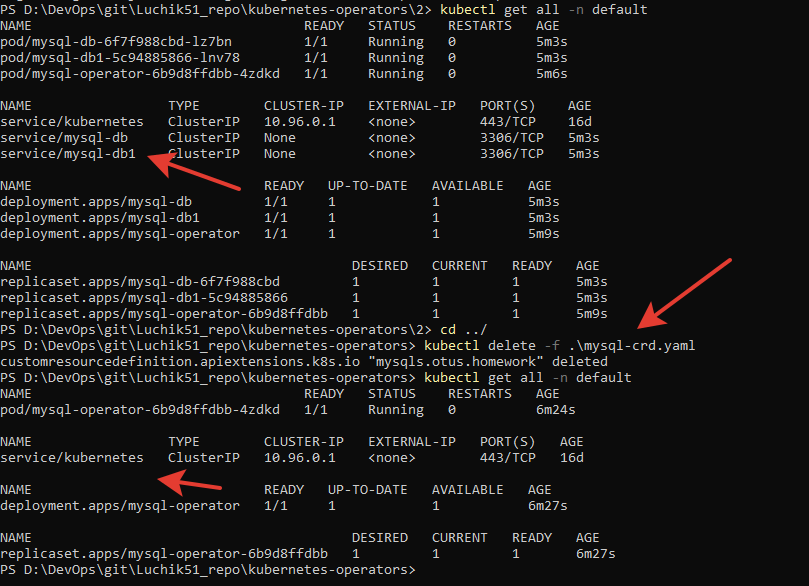 PS D:\DevOps\git\Luchik51_repo\kubernetes-operators\2> kubectl get all -n default
NAME READY STATUS RESTARTS AGE
pod/mysql-db-6f7f988cbd-lz7bn 1/1 Running 0 5m3s
pod/mysql-db1-5c94885866-lnv78 1/1 Running 0 5m3s
pod/mysql-operator-6b9d8ffdbb-4zdkd 1/1 Running 0 5m6s
NAME TYPE CLUSTER-IP EXTERNAL-IP PORT(S) AGE
service/kubernetes ClusterIP 10.96.0.1 <none> 443/TCP 16d
service/mysql-db ClusterIP None <none> 3306/TCP 5m3s
service/mysql-db1 ClusterIP None <none> 3306/TCP 5m3s
NAME READY UP-TO-DATE AVAILABLE AGE
deployment.apps/mysql-db 1/1 1 1 5m3s
deployment.apps/mysql-db1 1/1 1 1 5m3s
deployment.apps/mysql-operator 1/1 1 1 5m9s
NAME DESIRED CURRENT READY AGE
replicaset.apps/mysql-db-6f7f988cbd 1 1 1 5m3s
replicaset.apps/mysql-db1-5c94885866 1 1 1 5m3s
replicaset.apps/mysql-operator-6b9d8ffdbb 1 1 1 5m9s
PS D:\DevOps\git\Luchik51_repo\kubernetes-operators\2> cd ../
PS D:\DevOps\git\Luchik51_repo\kubernetes-operators> kubectl delete -f .\mysql-crd.yaml
customresourcedefinition.apiextensions.k8s.io "mysqls.otus.homework" deleted
PS D:\DevOps\git\Luchik51_repo\kubernetes-operators> kubectl get all -n default
NAME READY STATUS RESTARTS AGE
pod/mysql-operator-6b9d8ffdbb-4zdkd 1/1 Running 0 6m24s
NAME TYPE CLUSTER-IP EXTERNAL-IP PORT(S) AGE
service/kubernetes ClusterIP 10.96.0.1 <none> 443/TCP 16d
NAME READY UP-TO-DATE AVAILABLE AGE
deployment.apps/mysql-operator 1/1 1 1 6m27s
NAME DESIRED CURRENT READY AGE
replicaset.apps/mysql-operator-6b9d8ffdbb 1 1 1 6m27s
PS D:\DevOps\git\Luchik51_repo\kubernetes-operators>